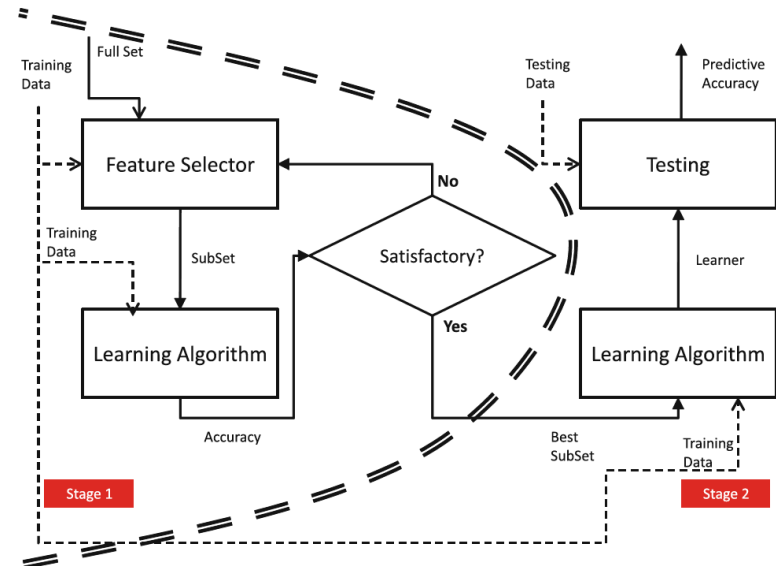 Full Set
Training
Data
Feature Selector
Training
Data
SubSet
Learning Algorithm
Accuracy
No
Satisfactory?
Yes
Best
SubSet
Stage 1
Testing
Data
Predictive
Accuracy
Testing
Learner
Learning Algorithm
Training
Data
Stage 2